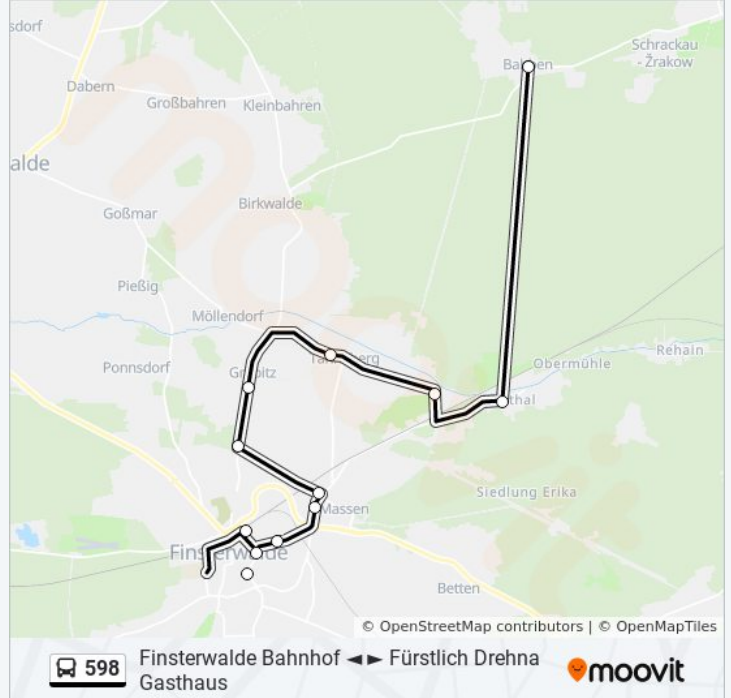 sdorf
Schrackau
- Žrakow
Dabern
Großbahren
Kleinbahren
alde
Goßmar
Birkwalde
Pießig
Möllendorf
Ponnsdorf
Obermühle
Rehain
thal
Siedlung Erika
Massen
Finsterwalde
Betten
© OpenStreetMap contributors | © OpenMapTiles
598
Finsterwalde Bahnhof ◄► Fürstlich Drehna
Gasthaus
moovit